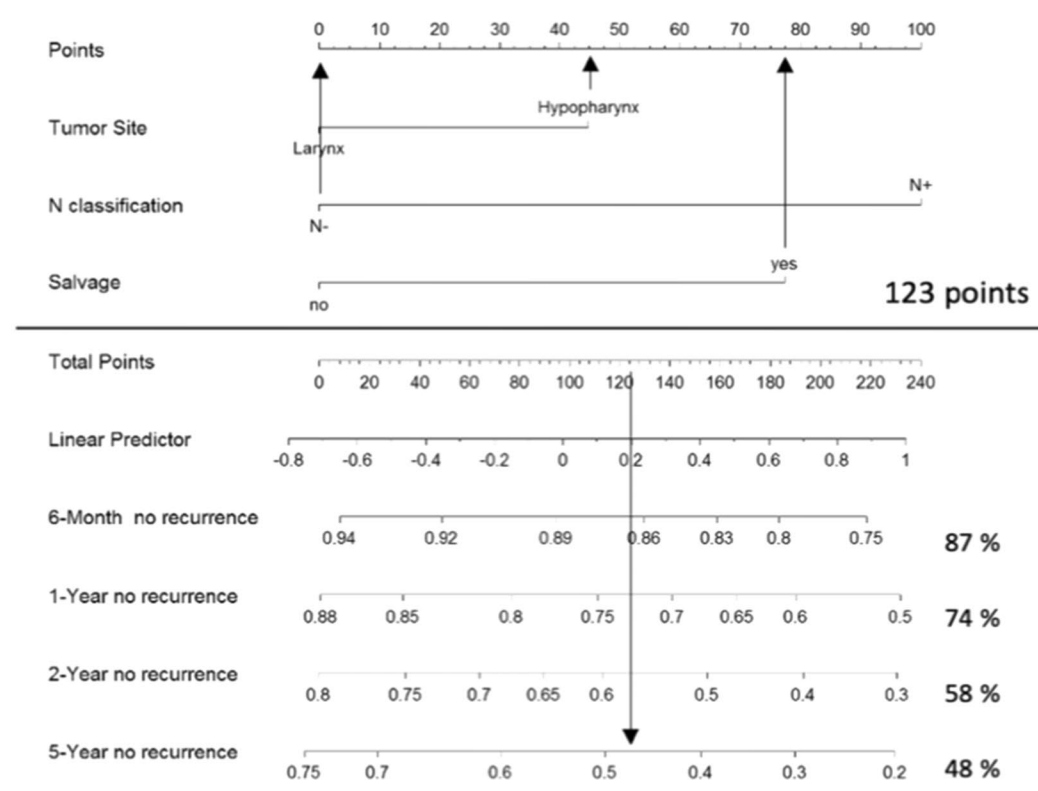 0 10 20 30 40 50 60 70 80 90 100
Points
Hypopharynx
Tumor Site
Larynx
N+
N classification
N-
yes
Salvage
no
123 points
Total Points
0 20 40 60 80 100 120 140 160 180 200 220 240
Linear Predictor
-0.8 -0.6 -0.4 -0.2 0 0.2 0.4 0.6 0.8 1
6-Month no recurrence
0.94 0.92 0.89 0.86 0.83 0.8 0.75
87 %
1-Year no recurrence
0.88 0.85 0.8 0.75 0.7 0.65 0.6 0.5
74 %
2-Year no recurrence
0.8 0.75 0.7 0.65 0.6 0.5 0.4 0.3
58 %
5-Year no recurrence
0.75 0.7 0.6 0.5 0.4 0.3 0.2
48 %